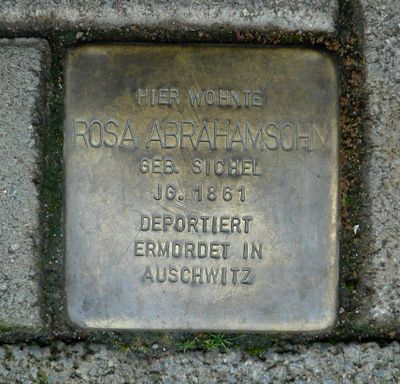 HIER WOHNTE
ROSA ABRAHAMSOHN
GEB. SICHEL
JG. 1861
DEPORTIERT
ERMORDET IN
AUSCHWITZ